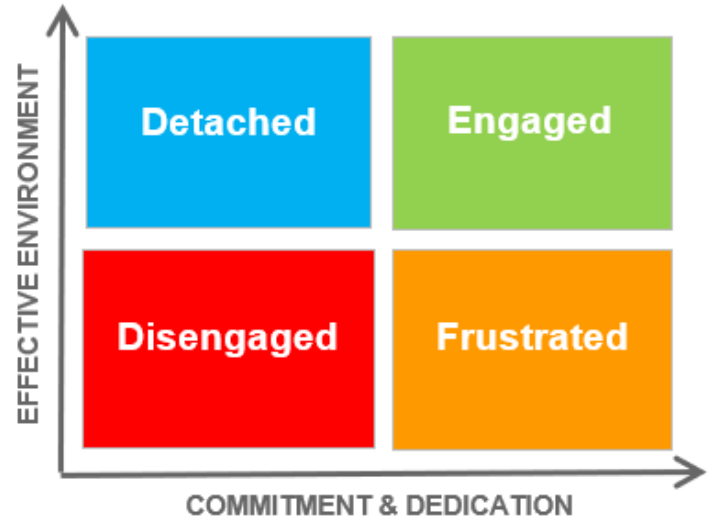 EFFECTIVE ENVIRONMENT
Detached
Engaged
Disengaged
Frustrated
COMMITMENT & DEDICATION